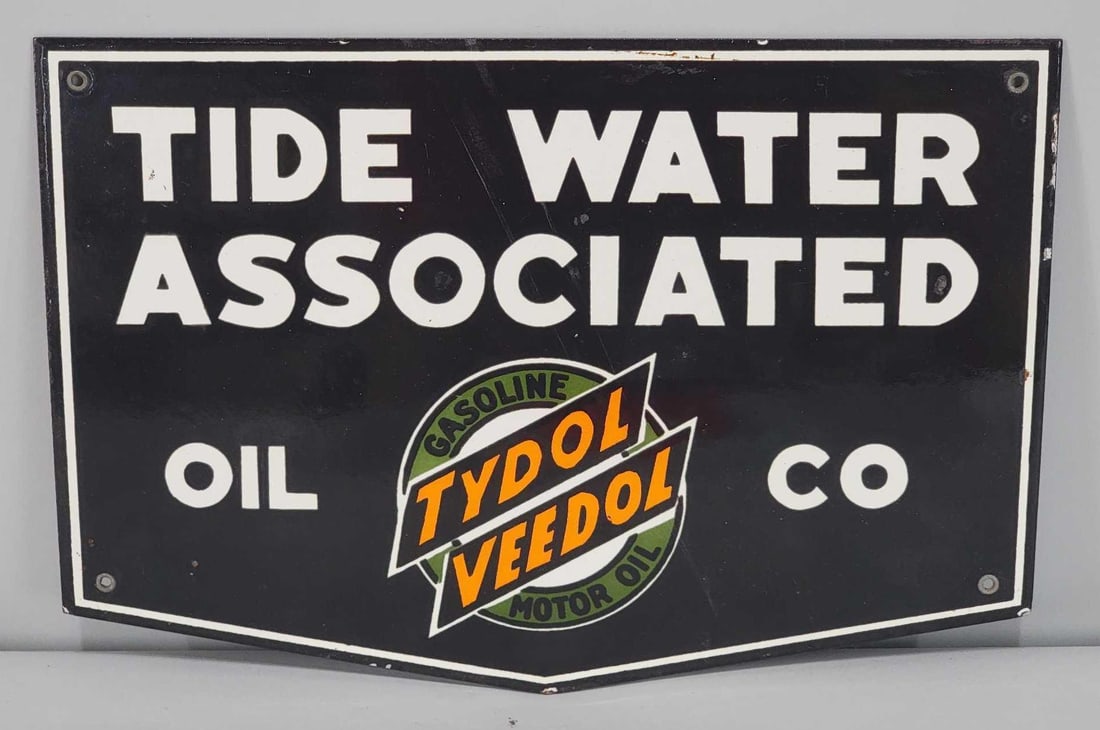 TIDE WATER
ASSOCIATED
OIL CO
GASOLINE
TYDOL
VEEDOL
MOTOR OIL